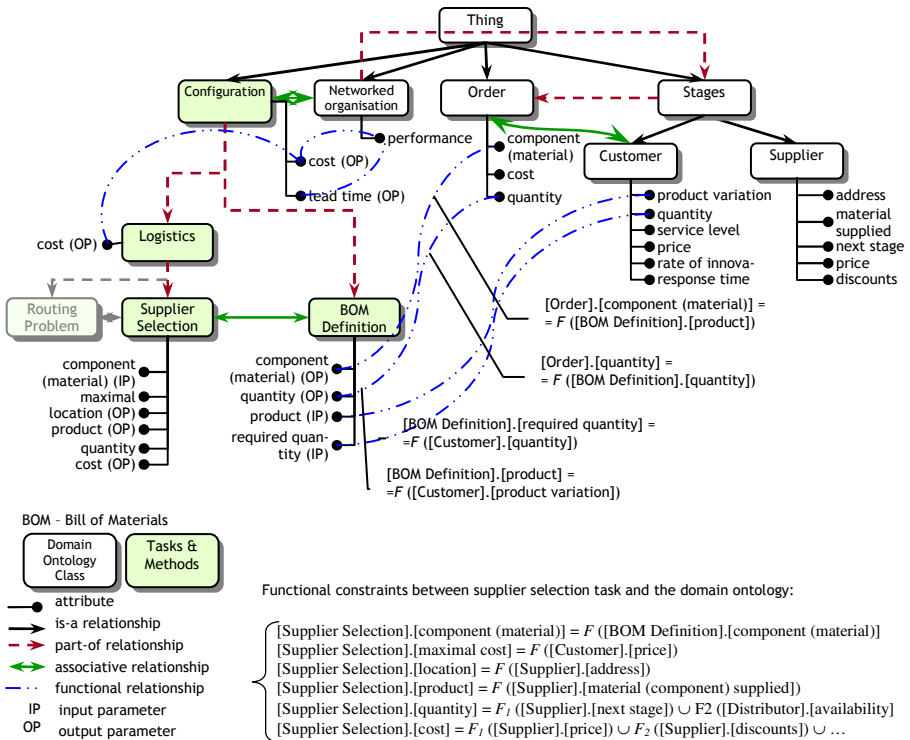 Thing
Configuration
Networked
organisation
Order
Stages
performance
component
(material)
cost
quantity
cost (OP)
lead time (OP)
Customer
Supplier
product variation
quantity
service level
price
rate of innova-
response time
address
material
supplied
next stage
price
discounts
cost (OP)
Logistics
Routing
Problem
Supplier
Selection
BOM
Definition
component
(material) (IP)
maximal
location (OP)
product (OP)
quantity
cost (OP)
component
(material) (OP)
quantity (OP)
product (IP)
required quan-
tity (IP)
[Order].[component (material)] =
= F ([BOM Definition].[product])
[Order].[quantity] =
= F ([BOM Definition].[quantity])
[BOM Definition].[required quantity] =
=F ([Customer].[quantity])
[BOM Definition].[product] =
=F ([Customer].[product variation])
BOM – Bill of Materials
Domain
Ontology
Class
Tasks &
Methods
attribute
is-a relationship
part-of relationship
associative relationship
functional relationship
IP input parameter
OP output parameter
Functional constraints between supplier selection task and the domain ontology:
[Supplier Selection].[component (material)] = F ([BOM Definition].[component (material)]
[Supplier Selection].[maximal cost] = F ([Customer].[price])
[Supplier Selection].[location] = F ([Supplier].[address])
[Supplier Selection].[product] = F ([Supplier].[material (component) supplied])
[Supplier Selection].[quantity] = F1 ([Supplier].[next stage]) ∪ F2 ([Distributor].[availability]
[Supplier Selection].[cost] = F1 ([Supplier].[price]) ∪ F2 ([Supplier].[discounts]) ∪ …